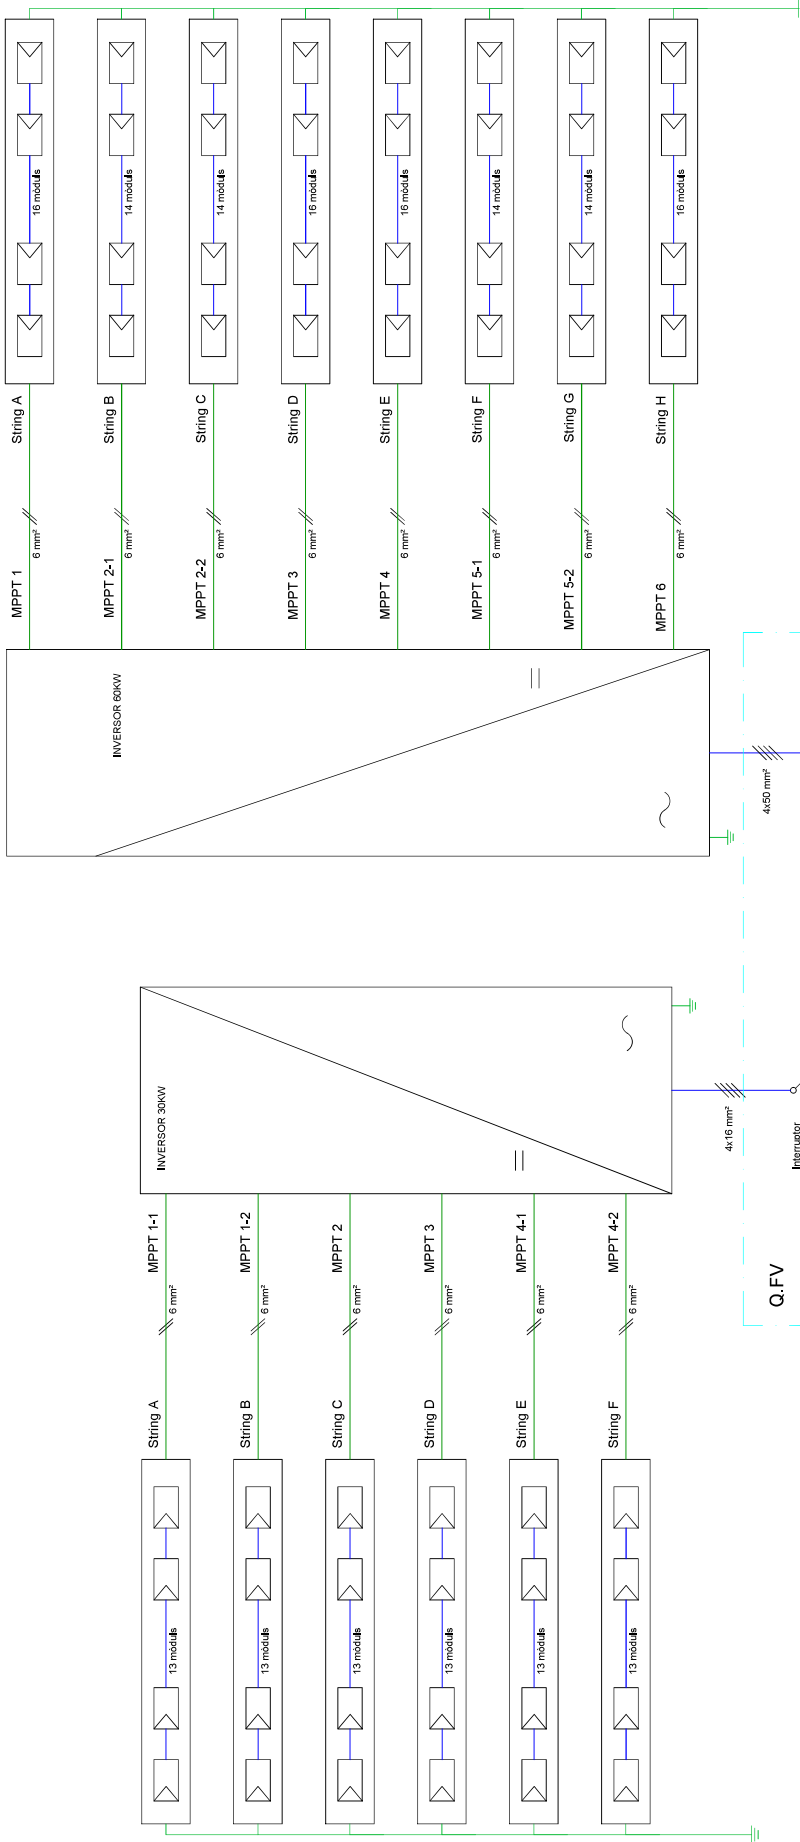 16 mòduls
14 mòduls
14 mòduls
16 mòduls
16 mòduls
14 mòduls
14 mòduls
16 mòduls
String A
String B
String C
String D
String E
String F
String G
String H
6 mm²
6 mm²
6 mm²
6 mm²
6 mm²
6 mm²
6 mm²
6 mm²
MPPT 1
MPPT 2-1
MPPT 2-2
MPPT 3
MPPT 4
MPPT 5-1
MPPT 5-2
MPPT 6
INVERSOR 60KW
4x50 mm²
INVERSOR 30KW
4x16 mm²
Interruptor
MPPT 1-1
MPPT 1-2
MPPT 2
MPPT 3
MPPT 4-1
MPPT 4-2
Q.FV
6 mm²
6 mm²
6 mm²
6 mm²
6 mm²
6 mm²
String A
String B
String C
String D
String E
String F
13 mòduls
13 mòduls
13 mòduls
13 mòduls
13 mòduls
13 mòduls